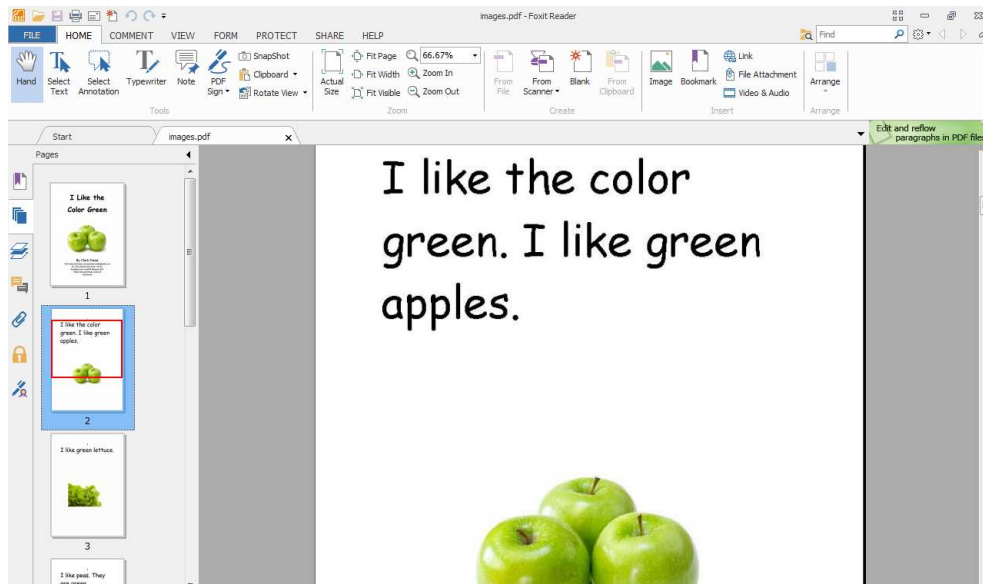 images.pdf - Foxit Reader
FILE HOME COMMENT VIEW FORM PROTECT SHARE HELP
Find
Hand
Select Text
Select Annotation
Typewriter
Note
PDF Sign
SnapShot
Clipboard
Rotate View
Tools
Actual Size
Fit Page
Fit Width
Fit Visible
66.67%
Zoom In
Zoom Out
Zoom
From File
From Scanner
Blank
From Clipboard
Create
Image
Bookmark
Link
File Attachment
Video & Audio
Insert
Arrange
Arrange
Start
images.pdf
Edit and reflow
paragraphs in PDF files
Pages
I Like the
Color Green
1
I like the color
green. I like green
apples.
2
I like green lettuce.
3
I like peas. They
are green.
I like the color
green. I like green
apples.